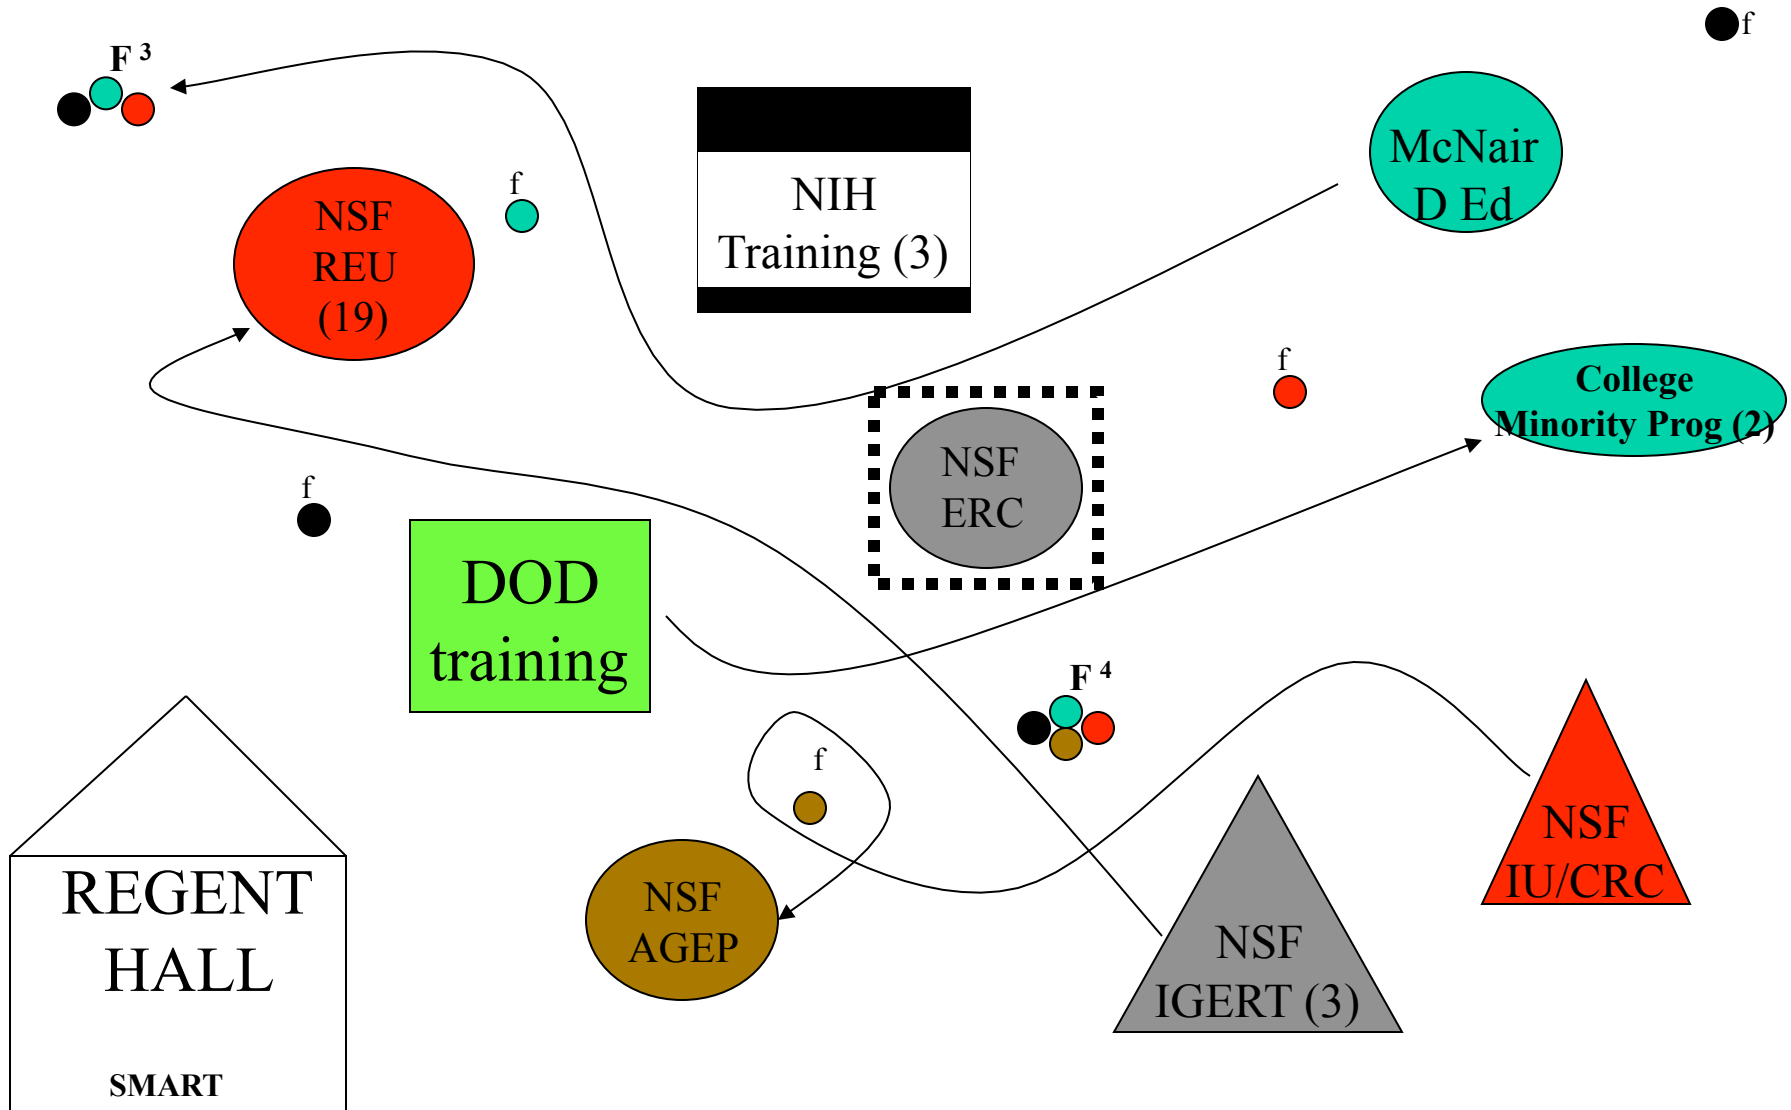 f
F 3
McNair
D Ed
NIH
Training (3)
f
NSF
REU
(19)
f
College
Minority Prog (2)
NSF
ERC
f
DOD
training
F 4
f
NSF
IU/CRC
REGENT
HALL
NSF
AGEP
NSF
IGERT (3)
SMART